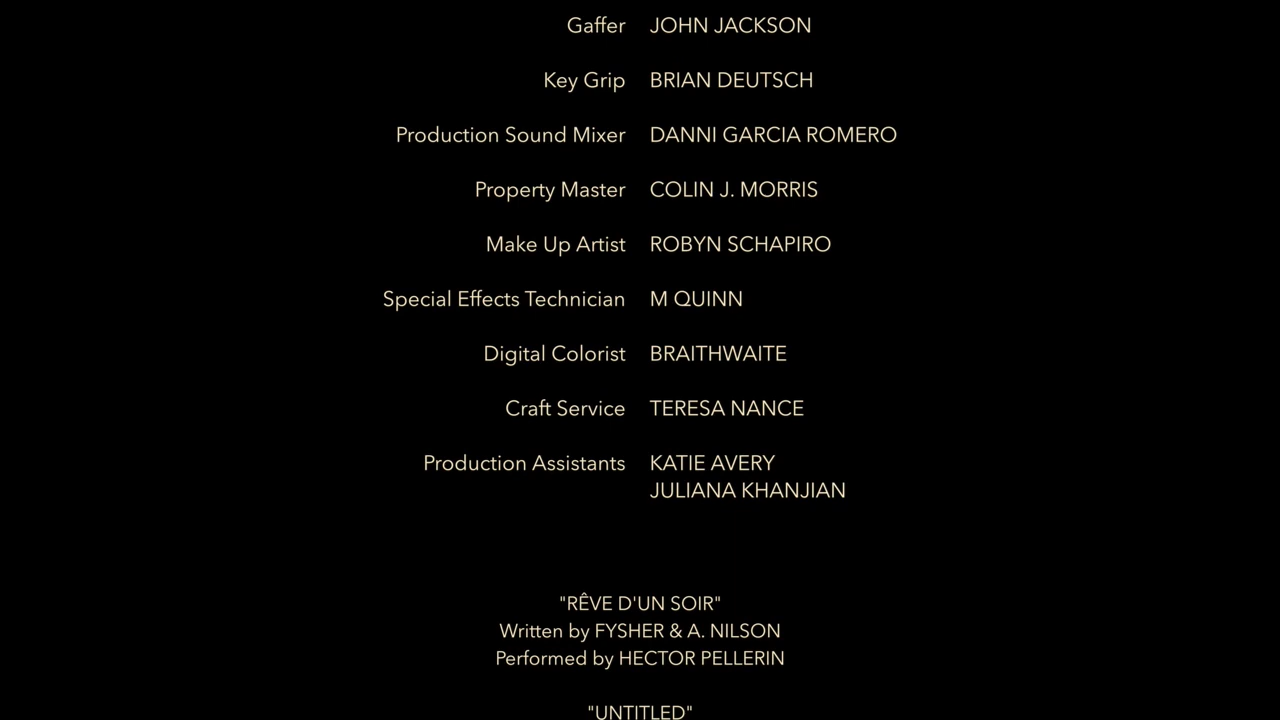 Gaffer JOHN JACKSON
Key Grip BRIAN DEUTSCH
Production Sound Mixer DANNI GARCIA ROMERO
Property Master COLIN J. MORRIS
Make Up Artist ROBYN SCHAPIRO
Special Effects Technician M QUINN
Digital Colorist BRAITHWAITE
Craft Service TERESA NANCE
Production Assistants KATIE AVERY
JULIANA KHANJIAN
"RÊVE D'UN SOIR"
Written by FYSHER & A. NILSON
Performed by HECTOR PELLERIN
"UNTITLED"